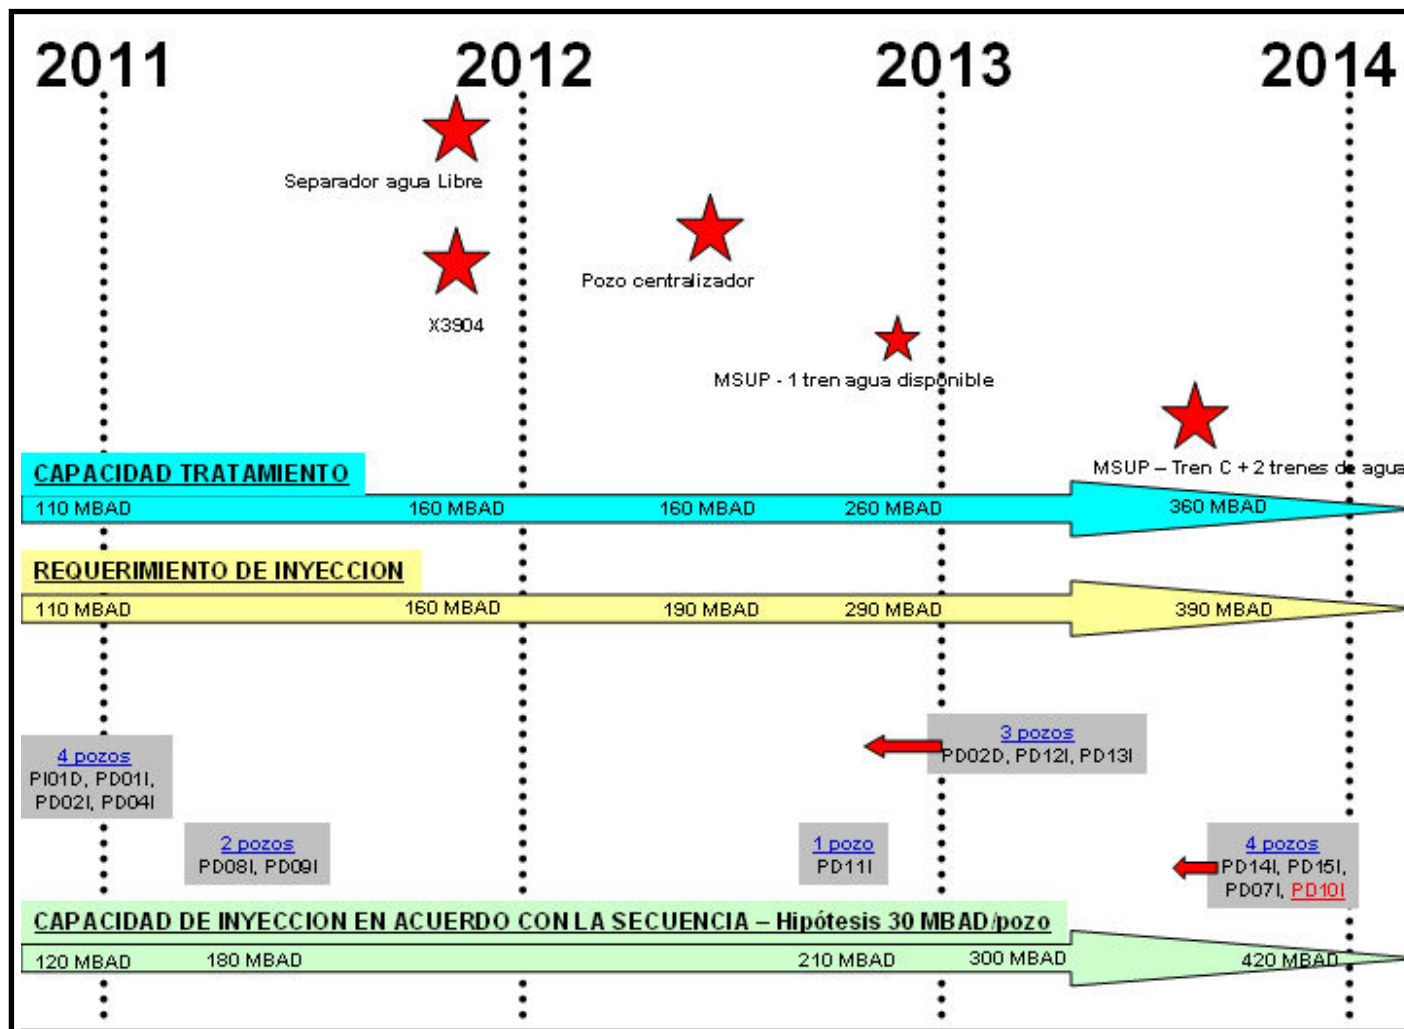 2011 2012 2013 2014
Separador agua Libre
Pozo centralizador
X3904
MSUP - 1 tren agua disponible
MSUP – Tren C + 2 trenes de agua
CAPACIDAD TRATAMIENTO
110 MBAD 160 MBAD 160 MBAD 260 MBAD 360 MBAD
REQUERIMIENTO DE INYECCION
110 MBAD 160 MBAD 190 MBAD 290 MBAD 390 MBAD
4 pozos
PI01D, PD01I,
PD02I, PD04I
3 pozos
PD02D, PD12I, PD13I
2 pozos
PD08I, PD09I
1 pozo
PD11I
4 pozos
PD14I, PD15I,
PD07I, PD10I
CAPACIDAD DE INYECCION EN ACUERDO CON LA SECUENCIA – Hipótesis 30 MBAD/pozo
120 MBAD 180 MBAD 210 MBAD 300 MBAD 420 MBAD